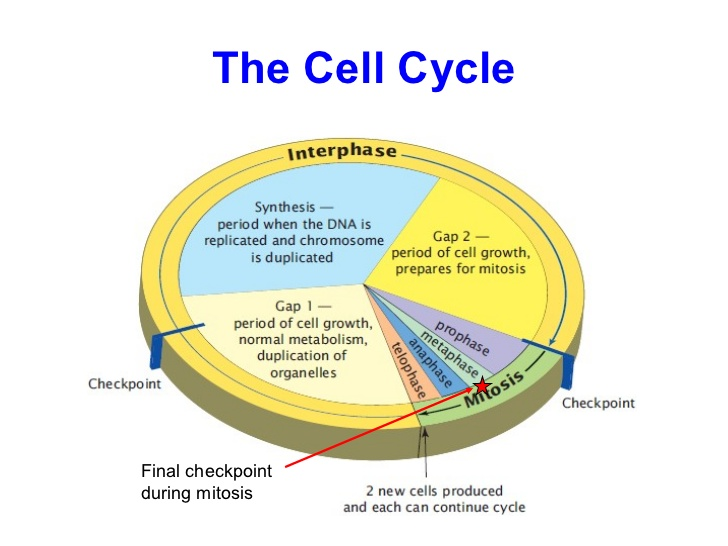 The Cell Cycle
Interphase
Synthesis —
period when the DNA is
replicated and chromosome
is duplicated
Gap 2 —
period of cell growth,
prepares for mitosis
Gap 1 —
period of cell growth,
normal metabolism,
duplication of
organelles
prophase
metaphase
anaphase
telophase
Mitosis
Checkpoint
Checkpoint
Final checkpoint
during mitosis
2 new cells produced
and each can continue cycle